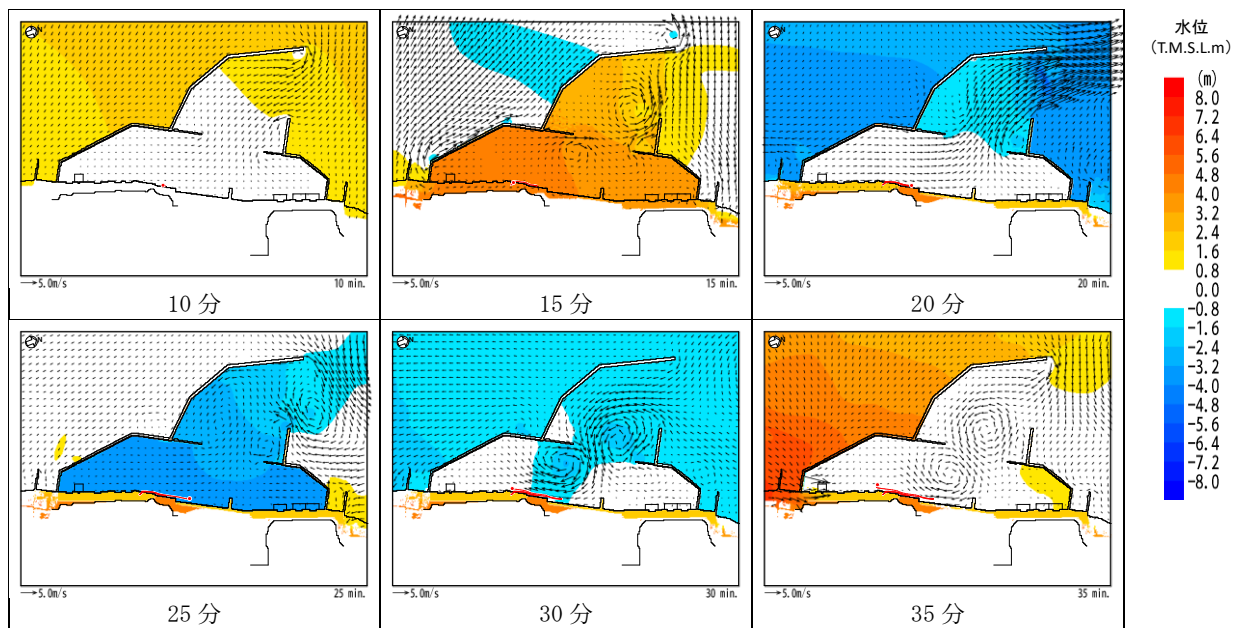 →5.0m/s
10 min.
10 分
→5.0m/s
15 min.
15 分
→5.0m/s
20 min.
20 分
水位
(T.M.S.L.m)
(m)
8.0
7.2
6.4
5.6
4.8
4.0
3.2
2.4
1.6
0.8
0.0
-0.8
-1.6
-2.4
-3.2
-4.0
-4.8
-5.6
-6.4
-7.2
-8.0
→5.0m/s
25 min.
25 分
→5.0m/s
30 min.
30 分
→5.0m/s
35 min.
35 分